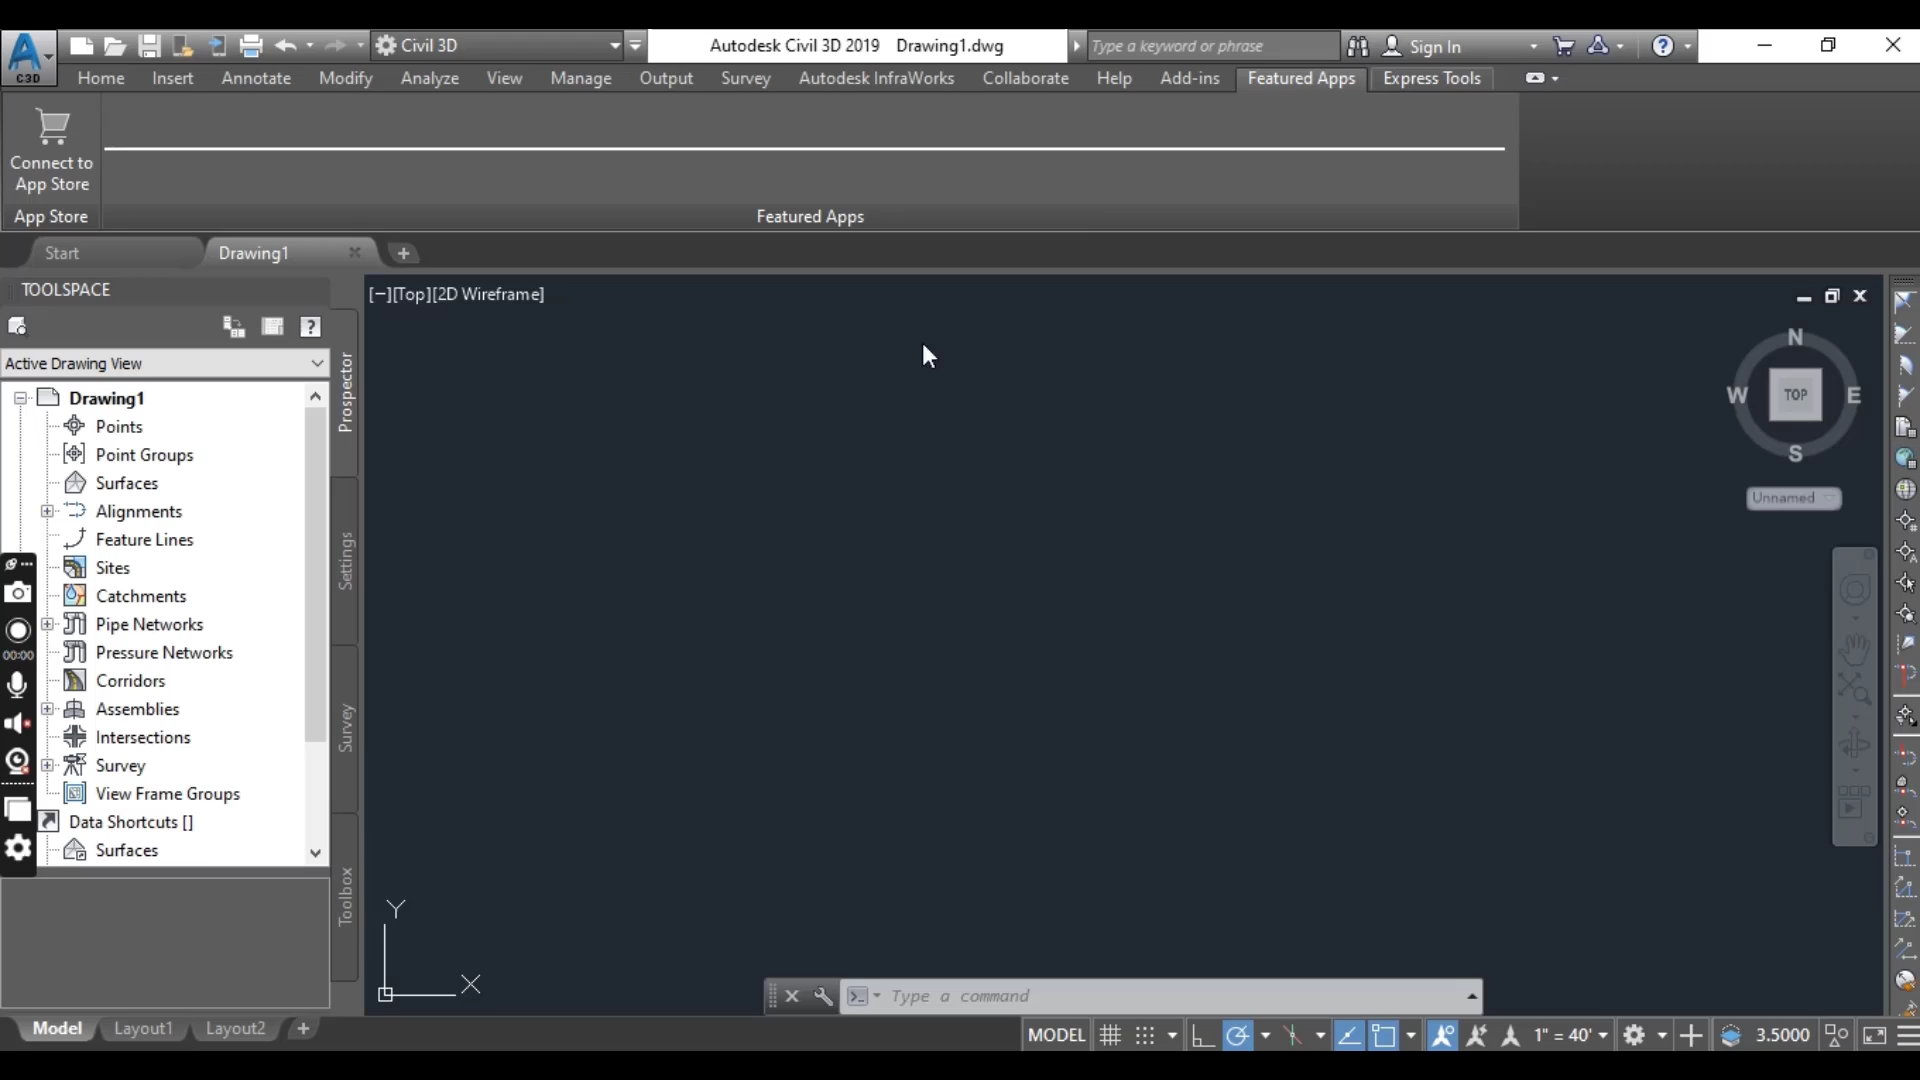 C3D
Civil 3D
Autodesk Civil 3D 2019 Drawing1.dwg
Type a keyword or phrase
Sign In
Home Insert Annotate Modify Analyze View Manage Output Survey Autodesk InfraWorks Collaborate Help Add-ins Featured Apps Express Tools
Connect to
App Store
App Store
Featured Apps
Start
Drawing1
TOOLSPACE
Active Drawing View
Drawing1
Points
Point Groups
Surfaces
Alignments
Feature Lines
Sites
Catchments
Pipe Networks
Pressure Networks
Corridors
Assemblies
Intersections
Survey
View Frame Groups
Data Shortcuts []
Surfaces
00:00
Prospector
Settings
Survey
Toolbox
[−][Top][2D Wireframe]
N
W
TOP
E
S
Unnamed
Y
X
Type a command
Model
Layout1
Layout2
MODEL
1" = 40'
3.5000